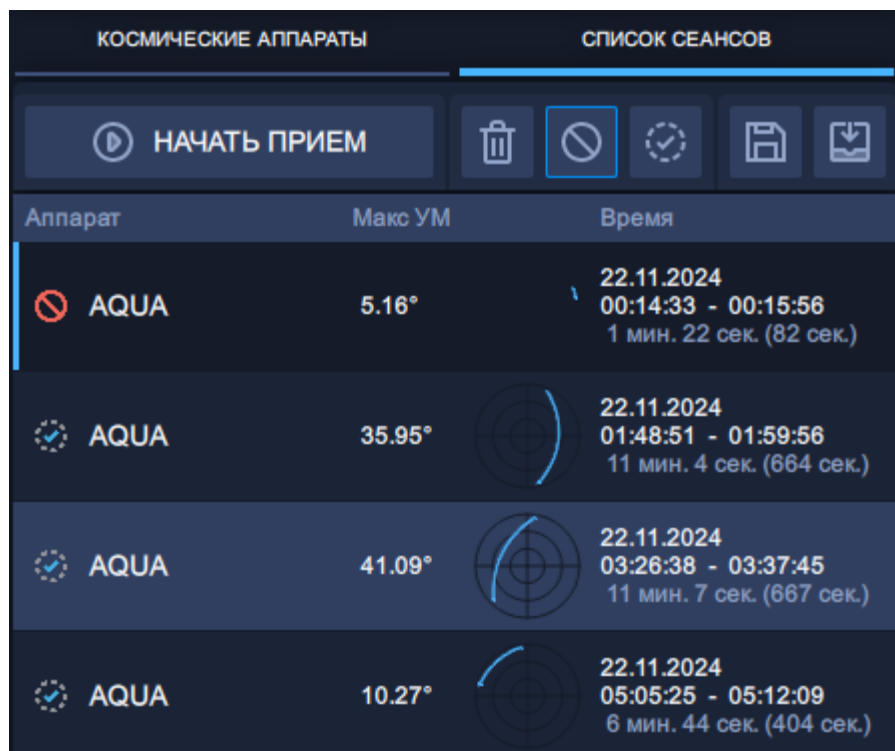 КОСМИЧЕСКИЕ АППАРАТЫ СПИСОК СЕАНСОВ
НАЧАТЬ ПРИЕМ
Аппарат Макс УМ Время
AQUA 5.16° 22.11.2024
00:14:33 - 00:15:56
1 мин. 22 сек. (82 сек.)
AQUA 35.95° 22.11.2024
01:48:51 - 01:59:56
11 мин. 4 сек. (664 сек.)
AQUA 41.09° 22.11.2024
03:26:38 - 03:37:45
11 мин. 7 сек. (667 сек.)
AQUA 10.27° 22.11.2024
05:05:25 - 05:12:09
6 мин. 44 сек. (404 сек.)